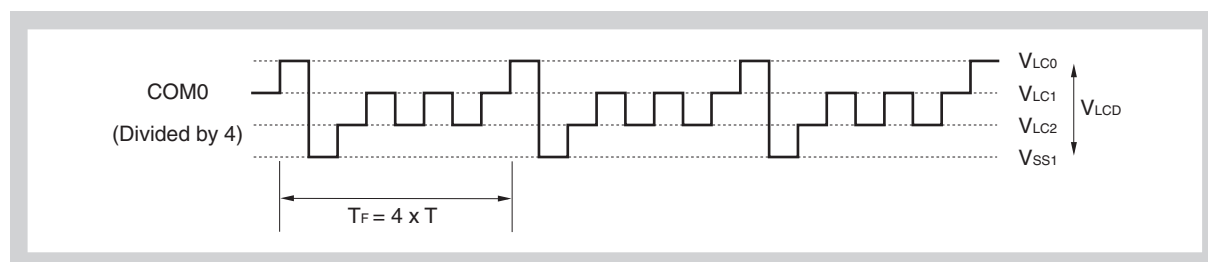 COM0
(Divided by 4)
VLC0
VLC1
VLC2
VSS1
VLCD
TF = 4 x T